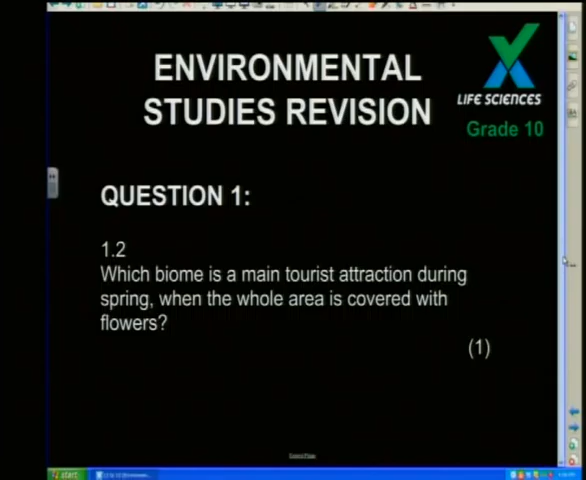 ENVIRONMENTAL
STUDIES REVISION
LIFE SCIENCES
Grade 10
QUESTION 1:
1.2
Which biome is a main tourist attraction during
spring, when the whole area is covered with
flowers?
(1)
start